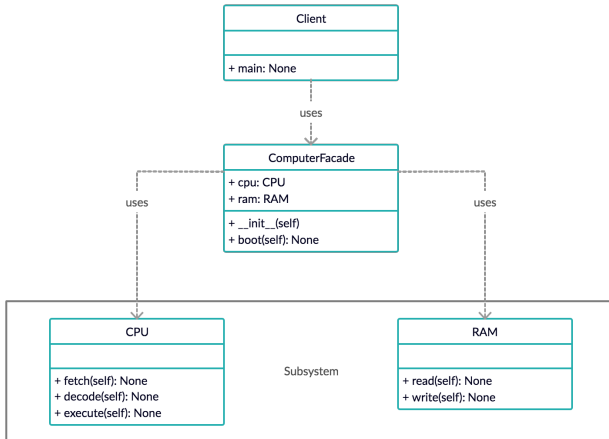 Client
+ main: None
uses
ComputerFacade
+ cpu: CPU
+ ram: RAM
+ __init__(self)
+ boot(self): None
uses
uses
CPU
+ fetch(self): None
+ decode(self): None
+ execute(self): None
Subsystem
RAM
+ read(self): None
+ write(self): None